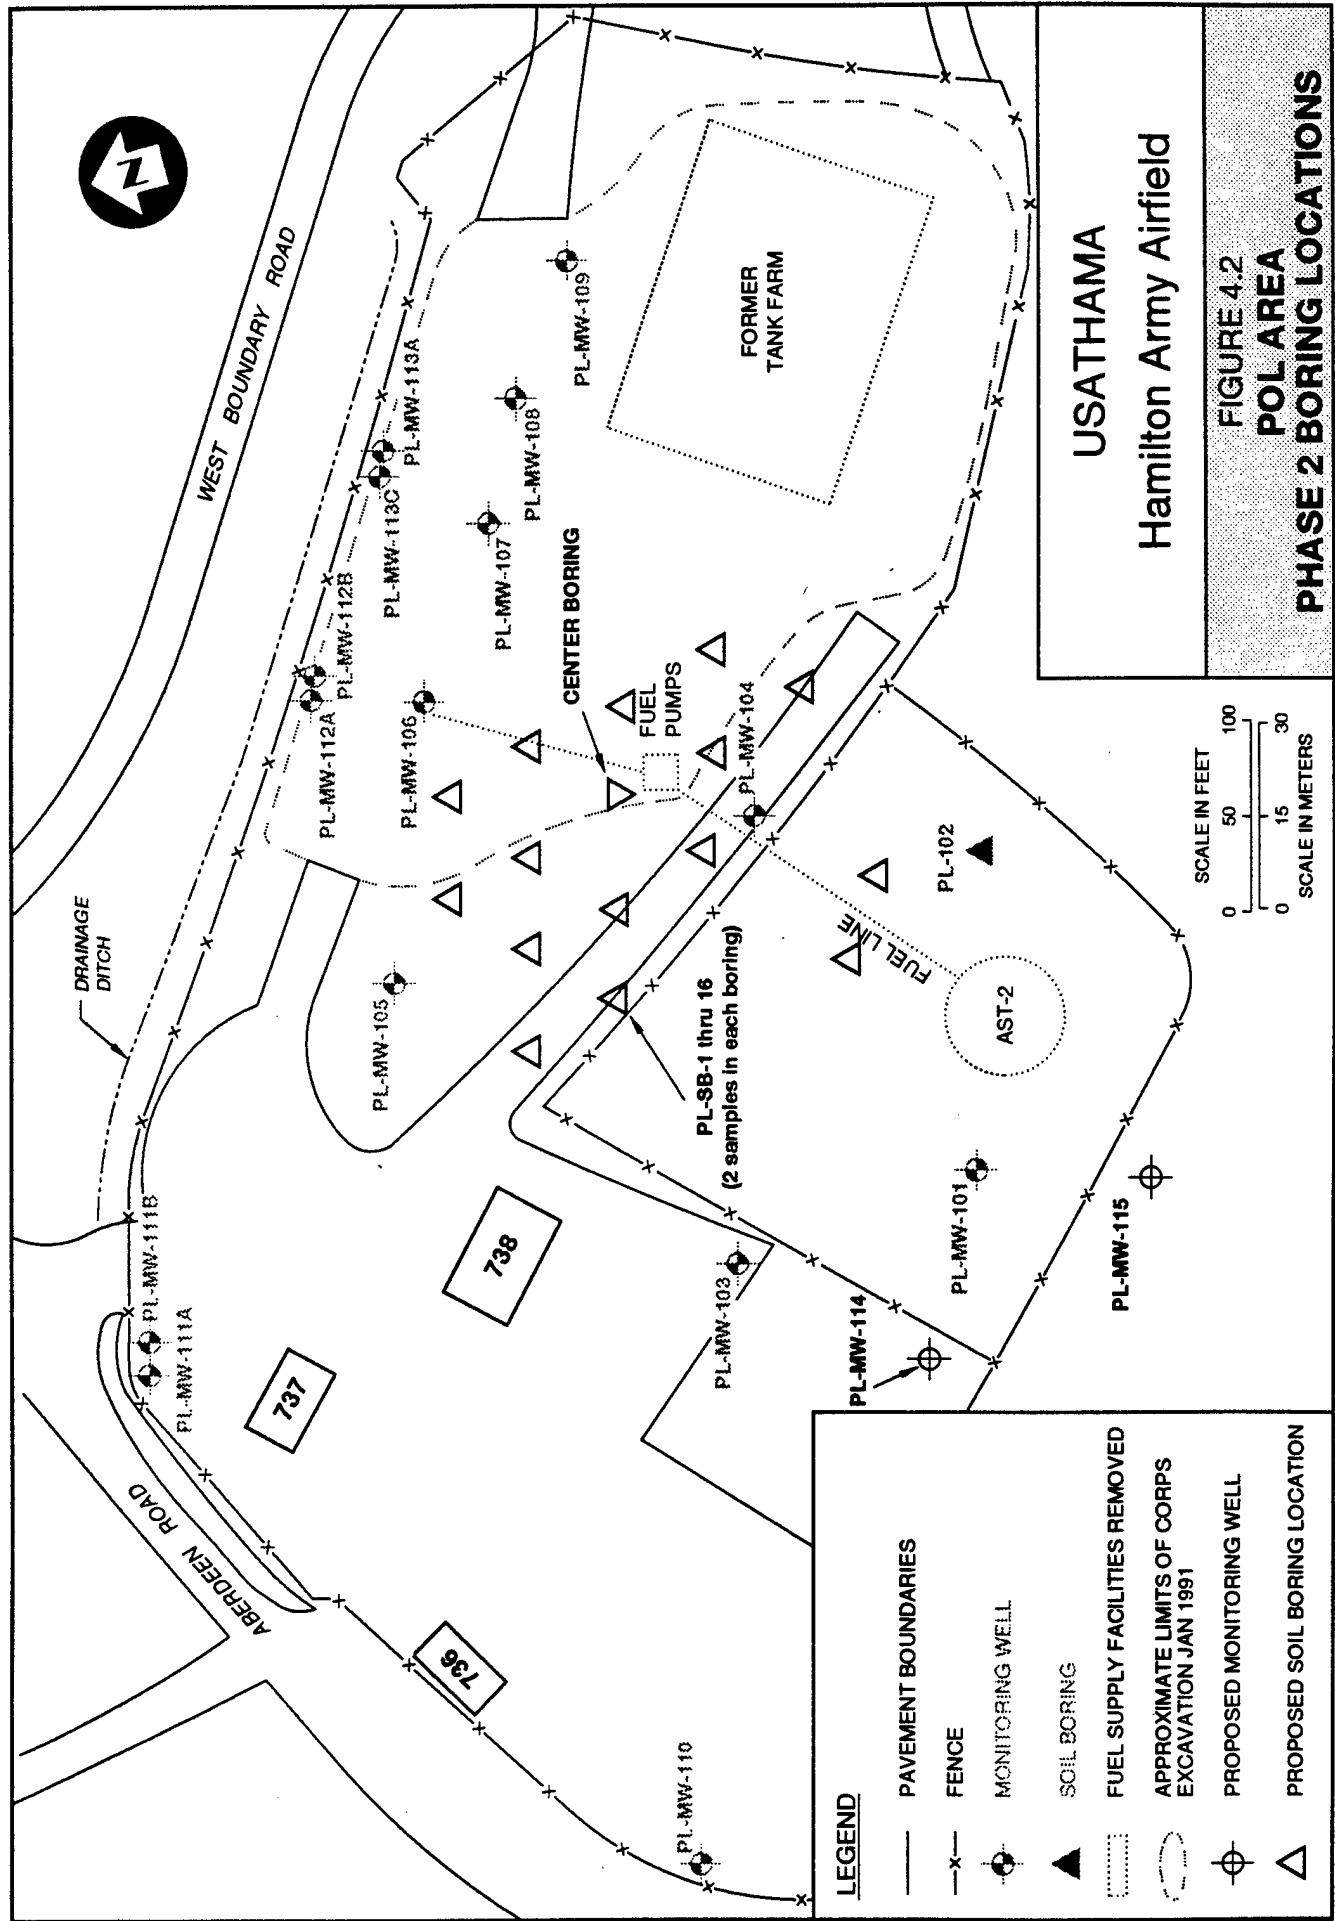 N
WEST BOUNDARY ROAD
DRAINAGE
DITCH
ABERDEEN ROAD
PL-MW-111B
PL-MW-111A
737
738
736
PL-MW-110
PL-MW-105
PL-MW-112A
PL-MW-112B
PL-MW-113C
PL-MW-113A
PL-MW-106
PL-MW-107
PL-MW-108
PL-MW-109
CENTER BORING
FUEL
PUMPS
FORMER
TANK FARM
PL-MW-104
PL-SB-1 thru 16
(2 samples in each boring)
FUEL LINE
PL-102
AST-2
PL-MW-103
PL-MW-101
PL-MW-114
PL-MW-115
LEGEND
PAVEMENT BOUNDARIES
FENCE
MONITORING WELL
SOIL BORING
FUEL SUPPLY FACILITIES REMOVED
APPROXIMATE LIMITS OF CORPS
EXCAVATION JAN 1991
PROPOSED MONITORING WELL
PROPOSED SOIL BORING LOCATION
SCALE IN FEET
0 50 100
0 15 30
SCALE IN METERS
USATHAMA
Hamilton Army Airfield
FIGURE 4.2
POL AREA
PHASE 2 BORING LOCATIONS